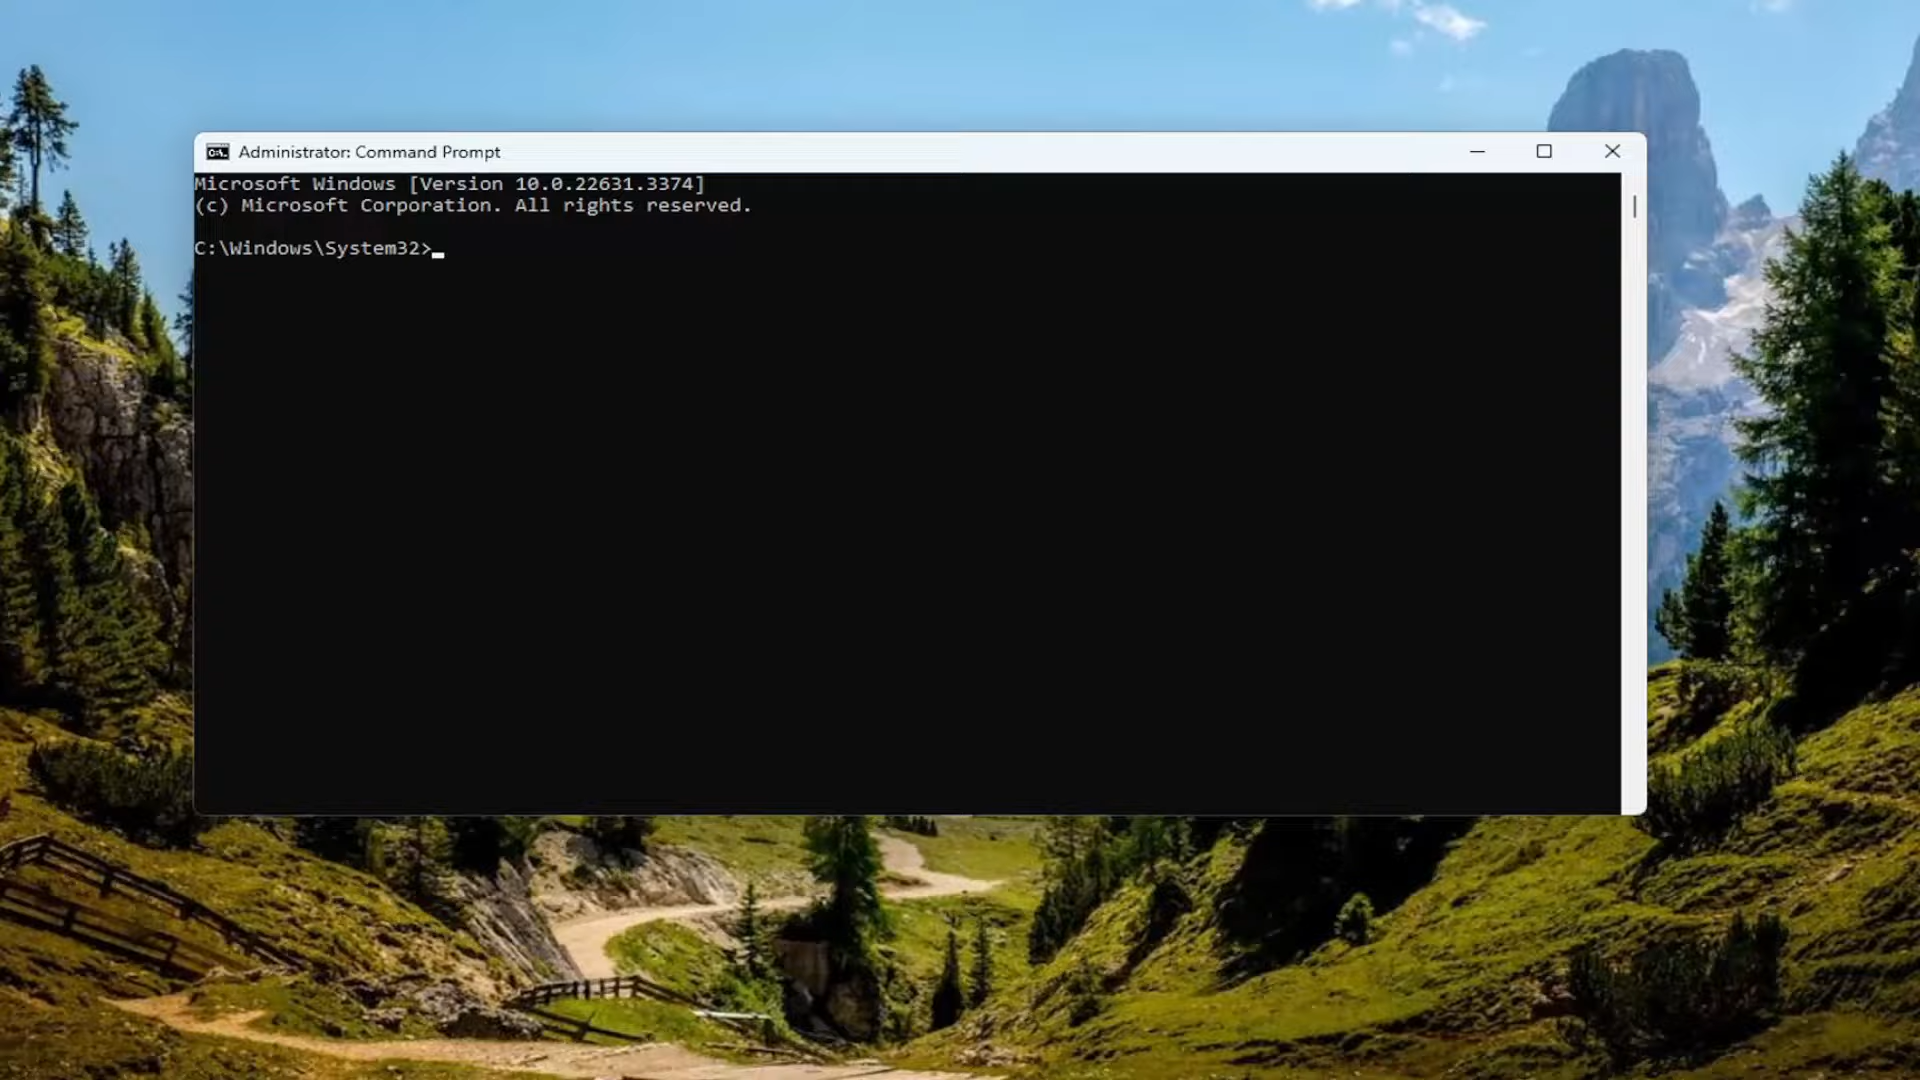 Administrator: Command Prompt
Microsoft Windows [Version 10.0.22631.3374]
(c) Microsoft Corporation. All rights reserved.
C:\Windows\System32>